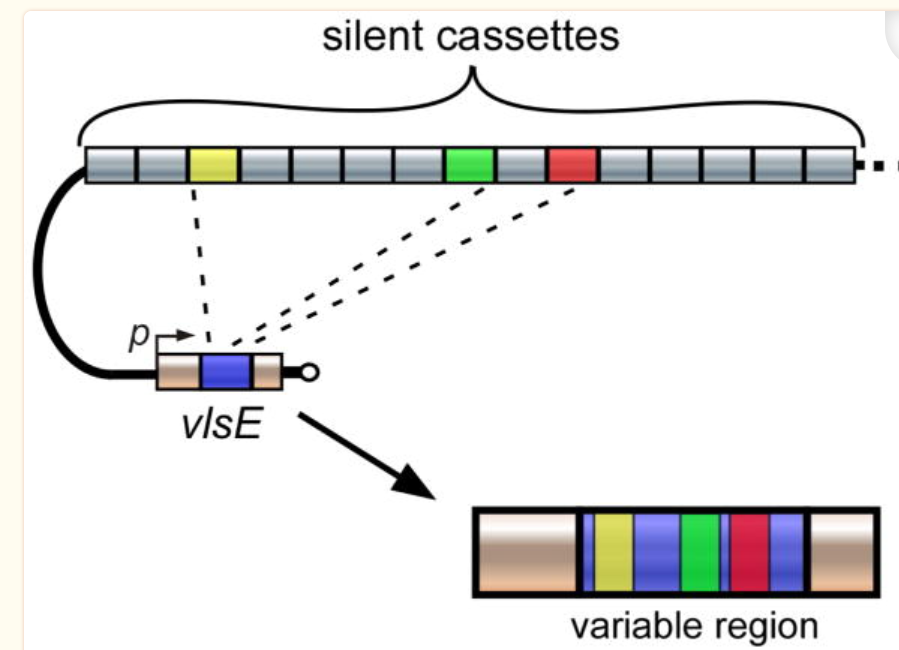 silent cassettes
p
vlsE
variable region